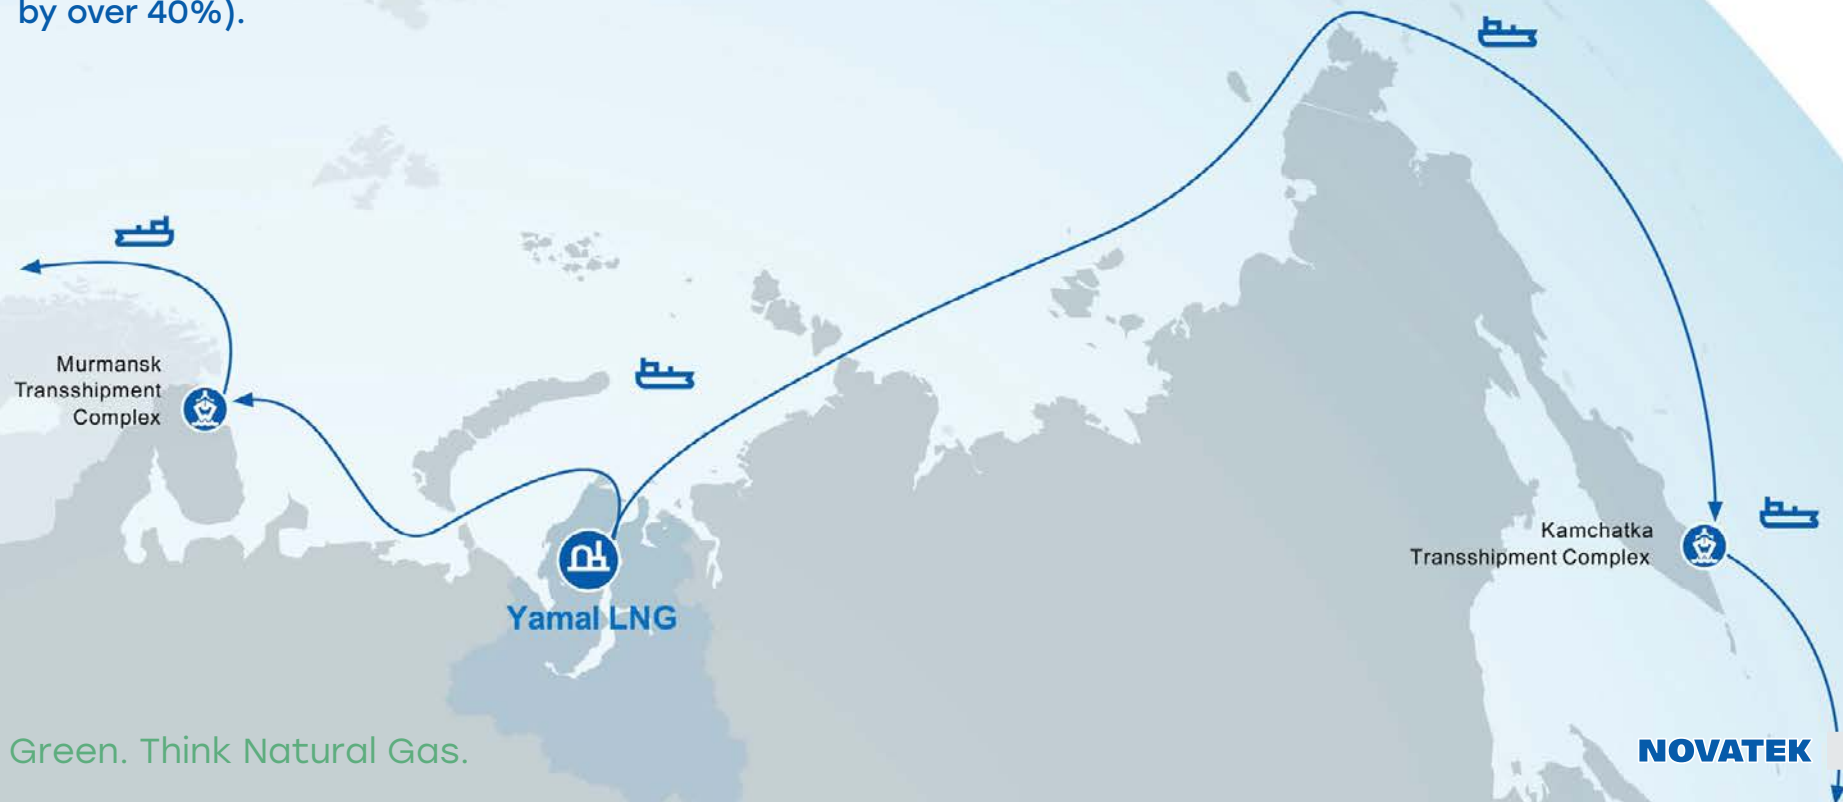 by over 40%).
Murmansk
Transshipment
Complex
Yamal LNG
Kamchatka
Transshipment Complex
Green. Think Natural Gas.
NOVATEK